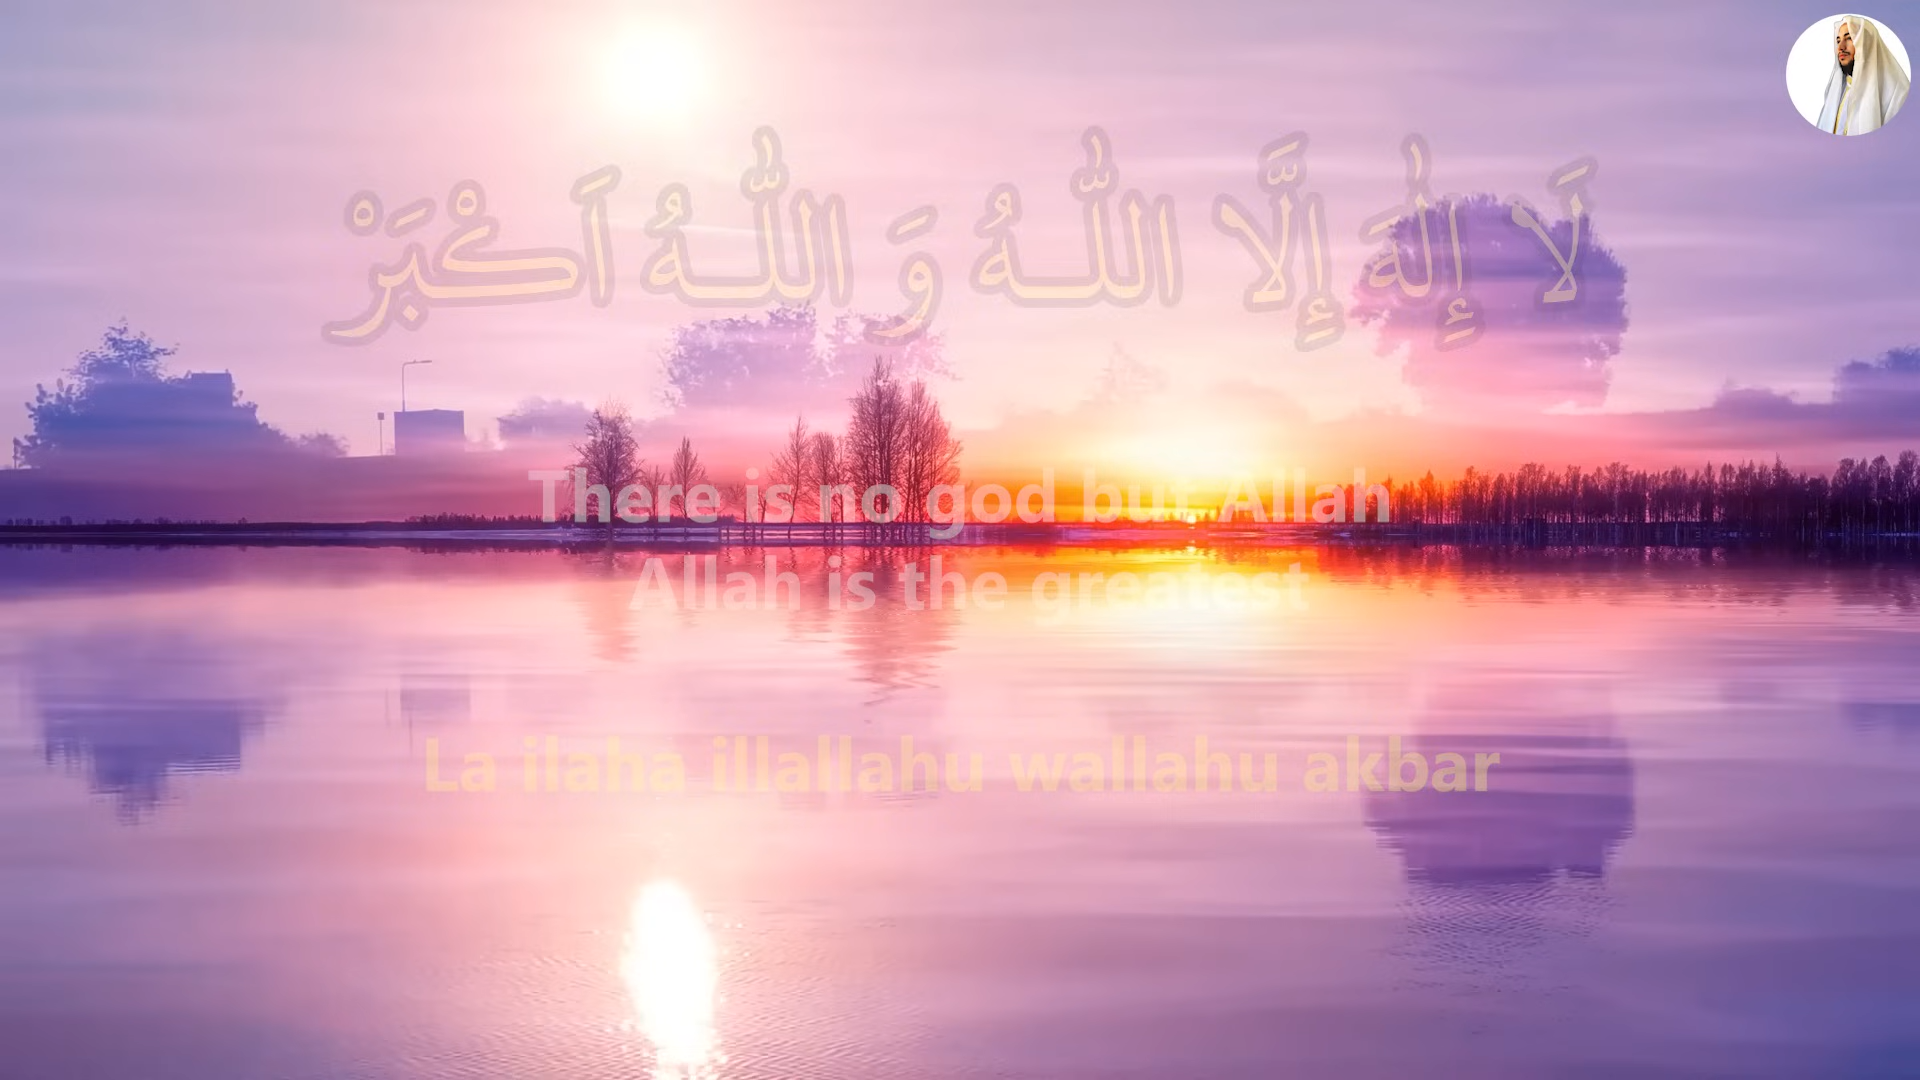 لَا إِلٰهَ إِلَّا اللّٰهُ وَ اللّٰهُ اَكْبَرْ
There is no god but Allah
Allah is the greatest
La ilaha illallahu wallahu akbar